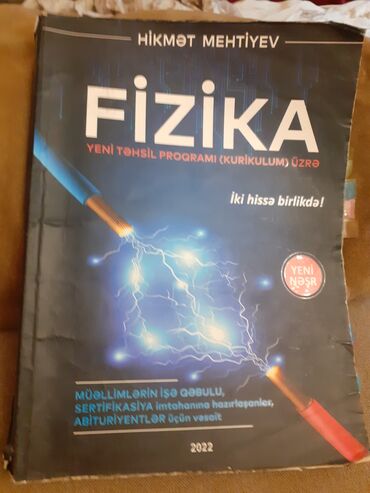 HİKMƏT MEHTİYEV
FİZİKA
YENİ TƏHSİL PROQRAMI (KURİKULUM) ÜZRƏ
İki hissə birlikdə!
YENİ
NƏŞR
MÜƏLLİMLƏRİN İŞƏ QƏBULU,
SERTİFİKASİYA imtahanına hazırlaşanlar,
ABİTURİYENTLƏR üçün vəsait
2022